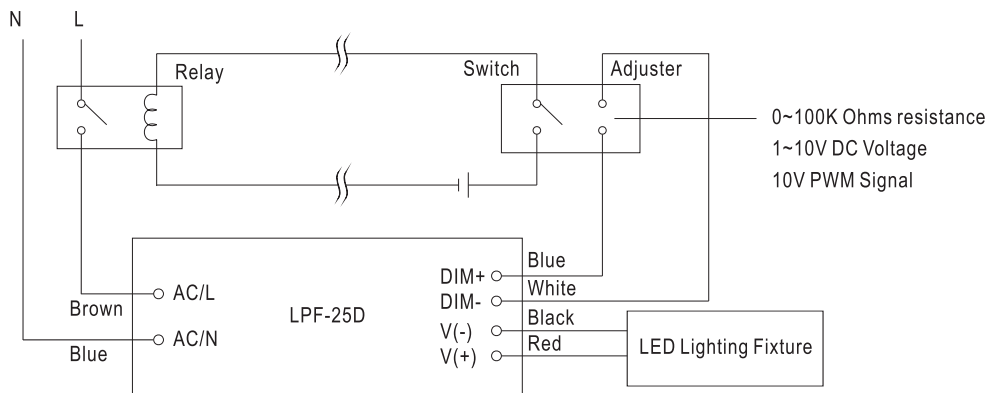 N
L
Relay
Switch
Adjuster
0~100K Ohms resistance
1~10V DC Voltage
10V PWM Signal
Brown
Blue
AC/L
AC/N
LPF-25D
DIM+
DIM-
V(-)
V(+)
Blue
White
Black
Red
LED Lighting Fixture